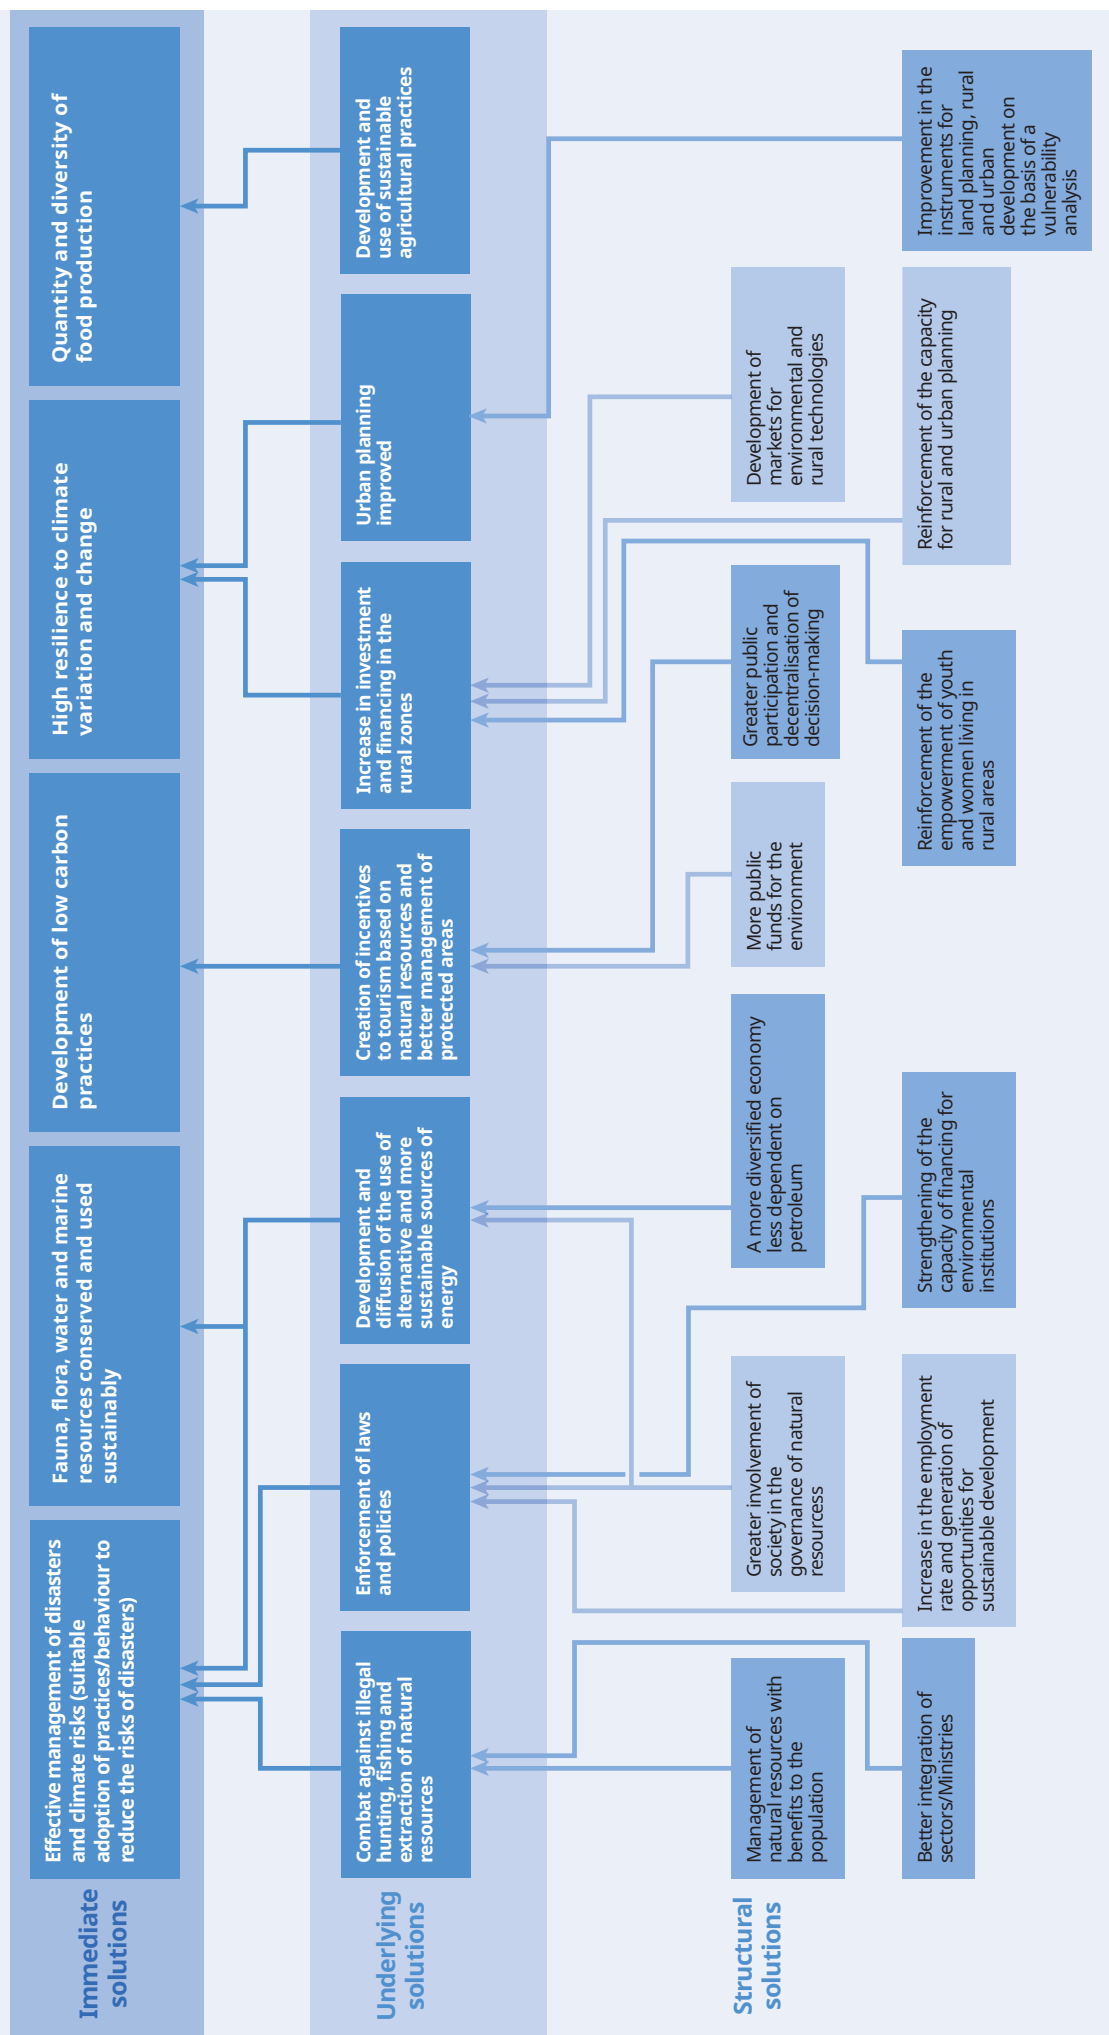 Immediate
solutions
Effective management of disasters
and climate risks (suitable
adoption of practices/behaviour to
reduce the risks of disasters)
Fauna, flora, water and marine
resources conserved and used
sustainably
Development of low carbon
practices
High resilience to climate
variation and change
Quantity and diversity of
food production
Underlying
solutions
Combat against illegal
hunting, fishing and
extraction of natural
resources
Enforcement of laws
and policies
Development and
diffusion of the use of
alternative and more
sustainable sources of
energy
Creation of incentives
to tourism based on
natural resources and
better management of
protected areas
Increase in investment
and financing in the
rural zones
Urban planning
improved
Development and
use of sustainable
agricultural practices
Structural
solutions
Management of
natural resources with
benefits to the
population
Greater involvement of
society in the
governance of natural
resourcess
A more diversified economy
less dependent on
petroleum
More public
funds for the
environment
Greater public
participation and
decentralisation of
decision-making
Development of
markets for
environmental and
rural technologies
Better integration of
sectors/Ministries
Increase in the employment
rate and generation of
opportunities for
sustainable development
Strengthening of the
capacity of financing for
environmental
institutions
Reinforcement of the
empowerment of youth
and women living in
rural areas
Reinforcement of the capacity
for rural and urban planning
Improvement in the
instruments for
land planning, rural
and urban
development on
the basis of a
vulnerability
analysis